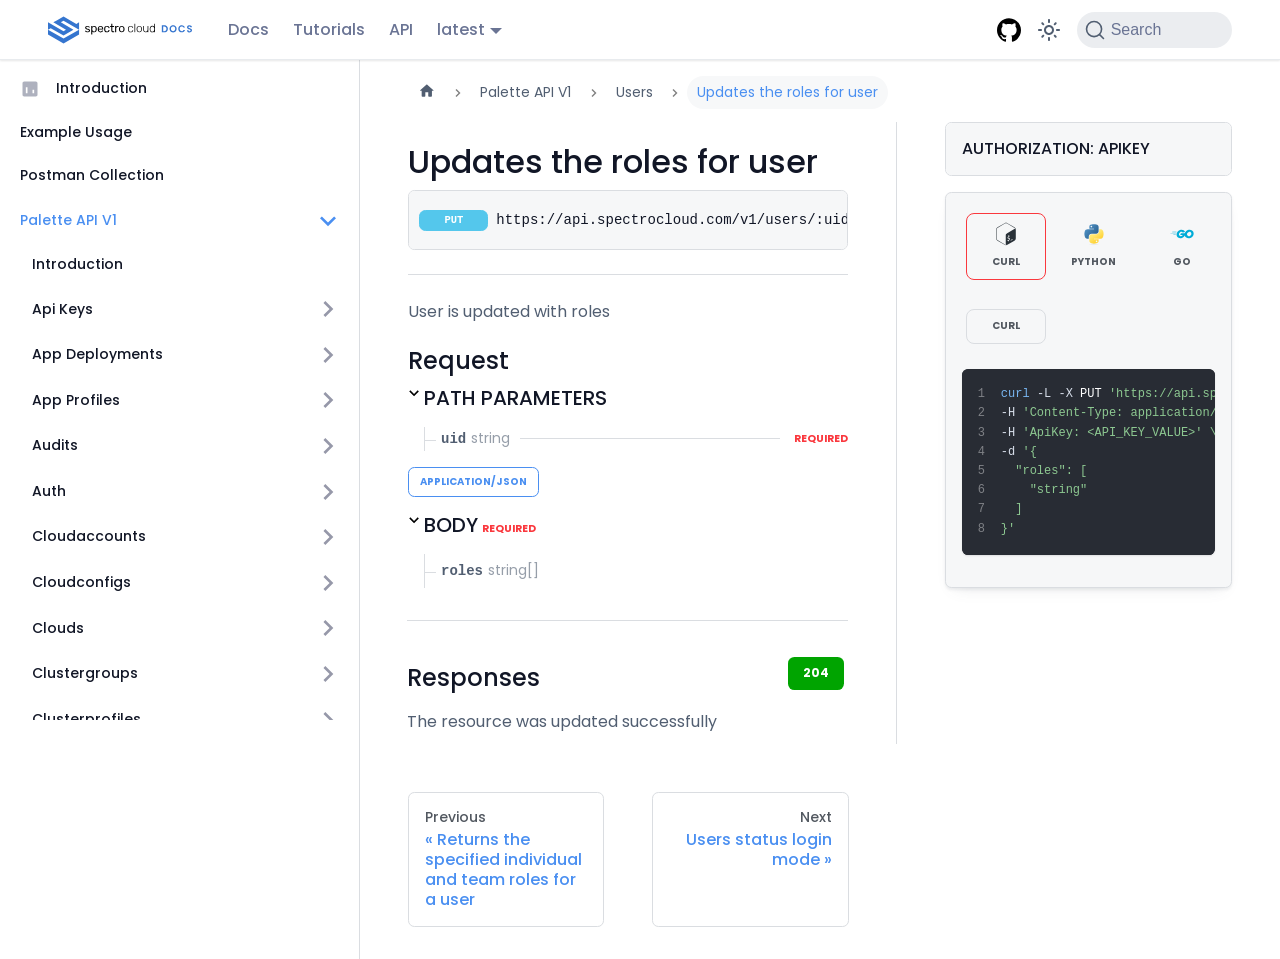 spectro cloud DOCS
Docs
Tutorials
API
latest
Search
Introduction
Example Usage
Postman Collection
Palette API V1
Introduction
Api Keys
App Deployments
App Profiles
Audits
Auth
Cloudaccounts
Cloudconfigs
Clouds
Clustergroups
Clusterprofiles
Palette API V1
Users
Updates the roles for user
Updates the roles for user
PUT https://api.spectrocloud.com/v1/users/:uid
User is updated with roles
Request
PATH PARAMETERS
uid string REQUIRED
APPLICATION/JSON
BODY REQUIRED
roles string[]
Responses
204
The resource was updated successfully
Previous
« Returns the
specified individual
and team roles for
a user
Next
Users status login
mode »
AUTHORIZATION: APIKEY
CURL
PYTHON
GO
CURL
1 curl -L -X PUT 'https://api.sp
2 -H 'Content-Type: application/
3 -H 'ApiKey: <API_KEY_VALUE>' \
4 -d '{
5 "roles": [
6 "string"
7 ]
8 }'